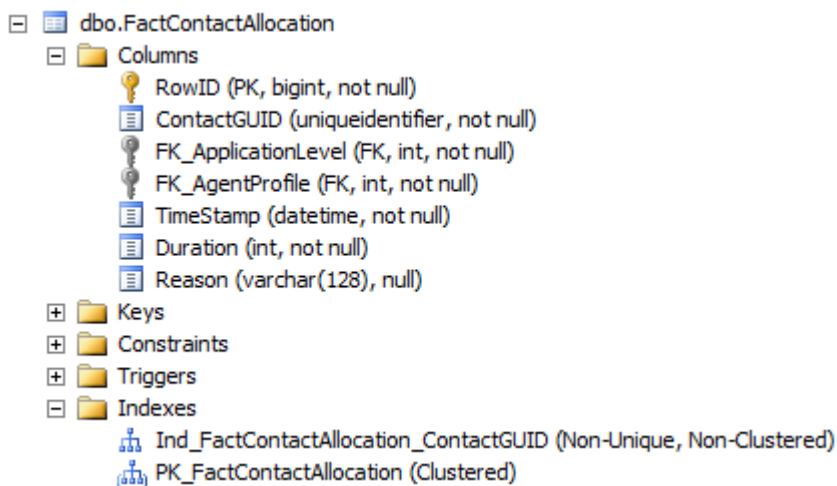 dbo.FactContactAllocation
Columns
RowID (PK, bigint, not null)
ContactGUID (uniqueidentifier, not null)
FK_ApplicationLevel (FK, int, not null)
FK_AgentProfile (FK, int, not null)
TimeStamp (datetime, not null)
Duration (int, not null)
Reason (varchar(128), null)
Keys
Constraints
Triggers
Indexes
Ind_FactContactAllocation_ContactGUID (Non-Unique, Non-Clustered)
PK_FactContactAllocation (Clustered)